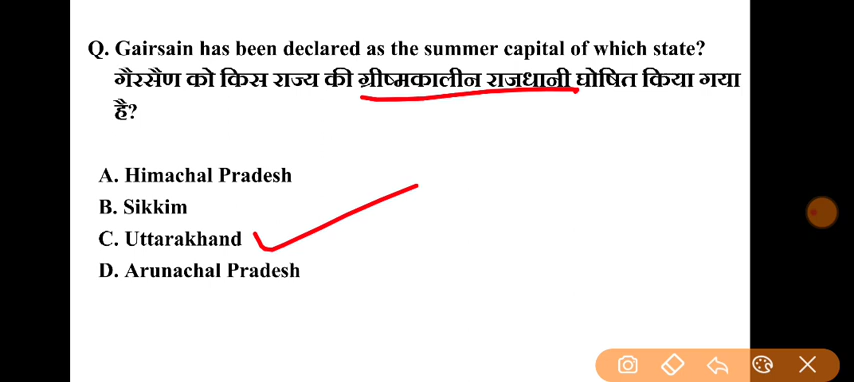 Q. Gairsain has been declared as the summer capital of which state?
गैरसैण को किस राज्य की ग्रीष्मकालीन राजधानी घोषित किया गया
है?
A. Himachal Pradesh
B. Sikkim
C. Uttarakhand
D. Arunachal Pradesh